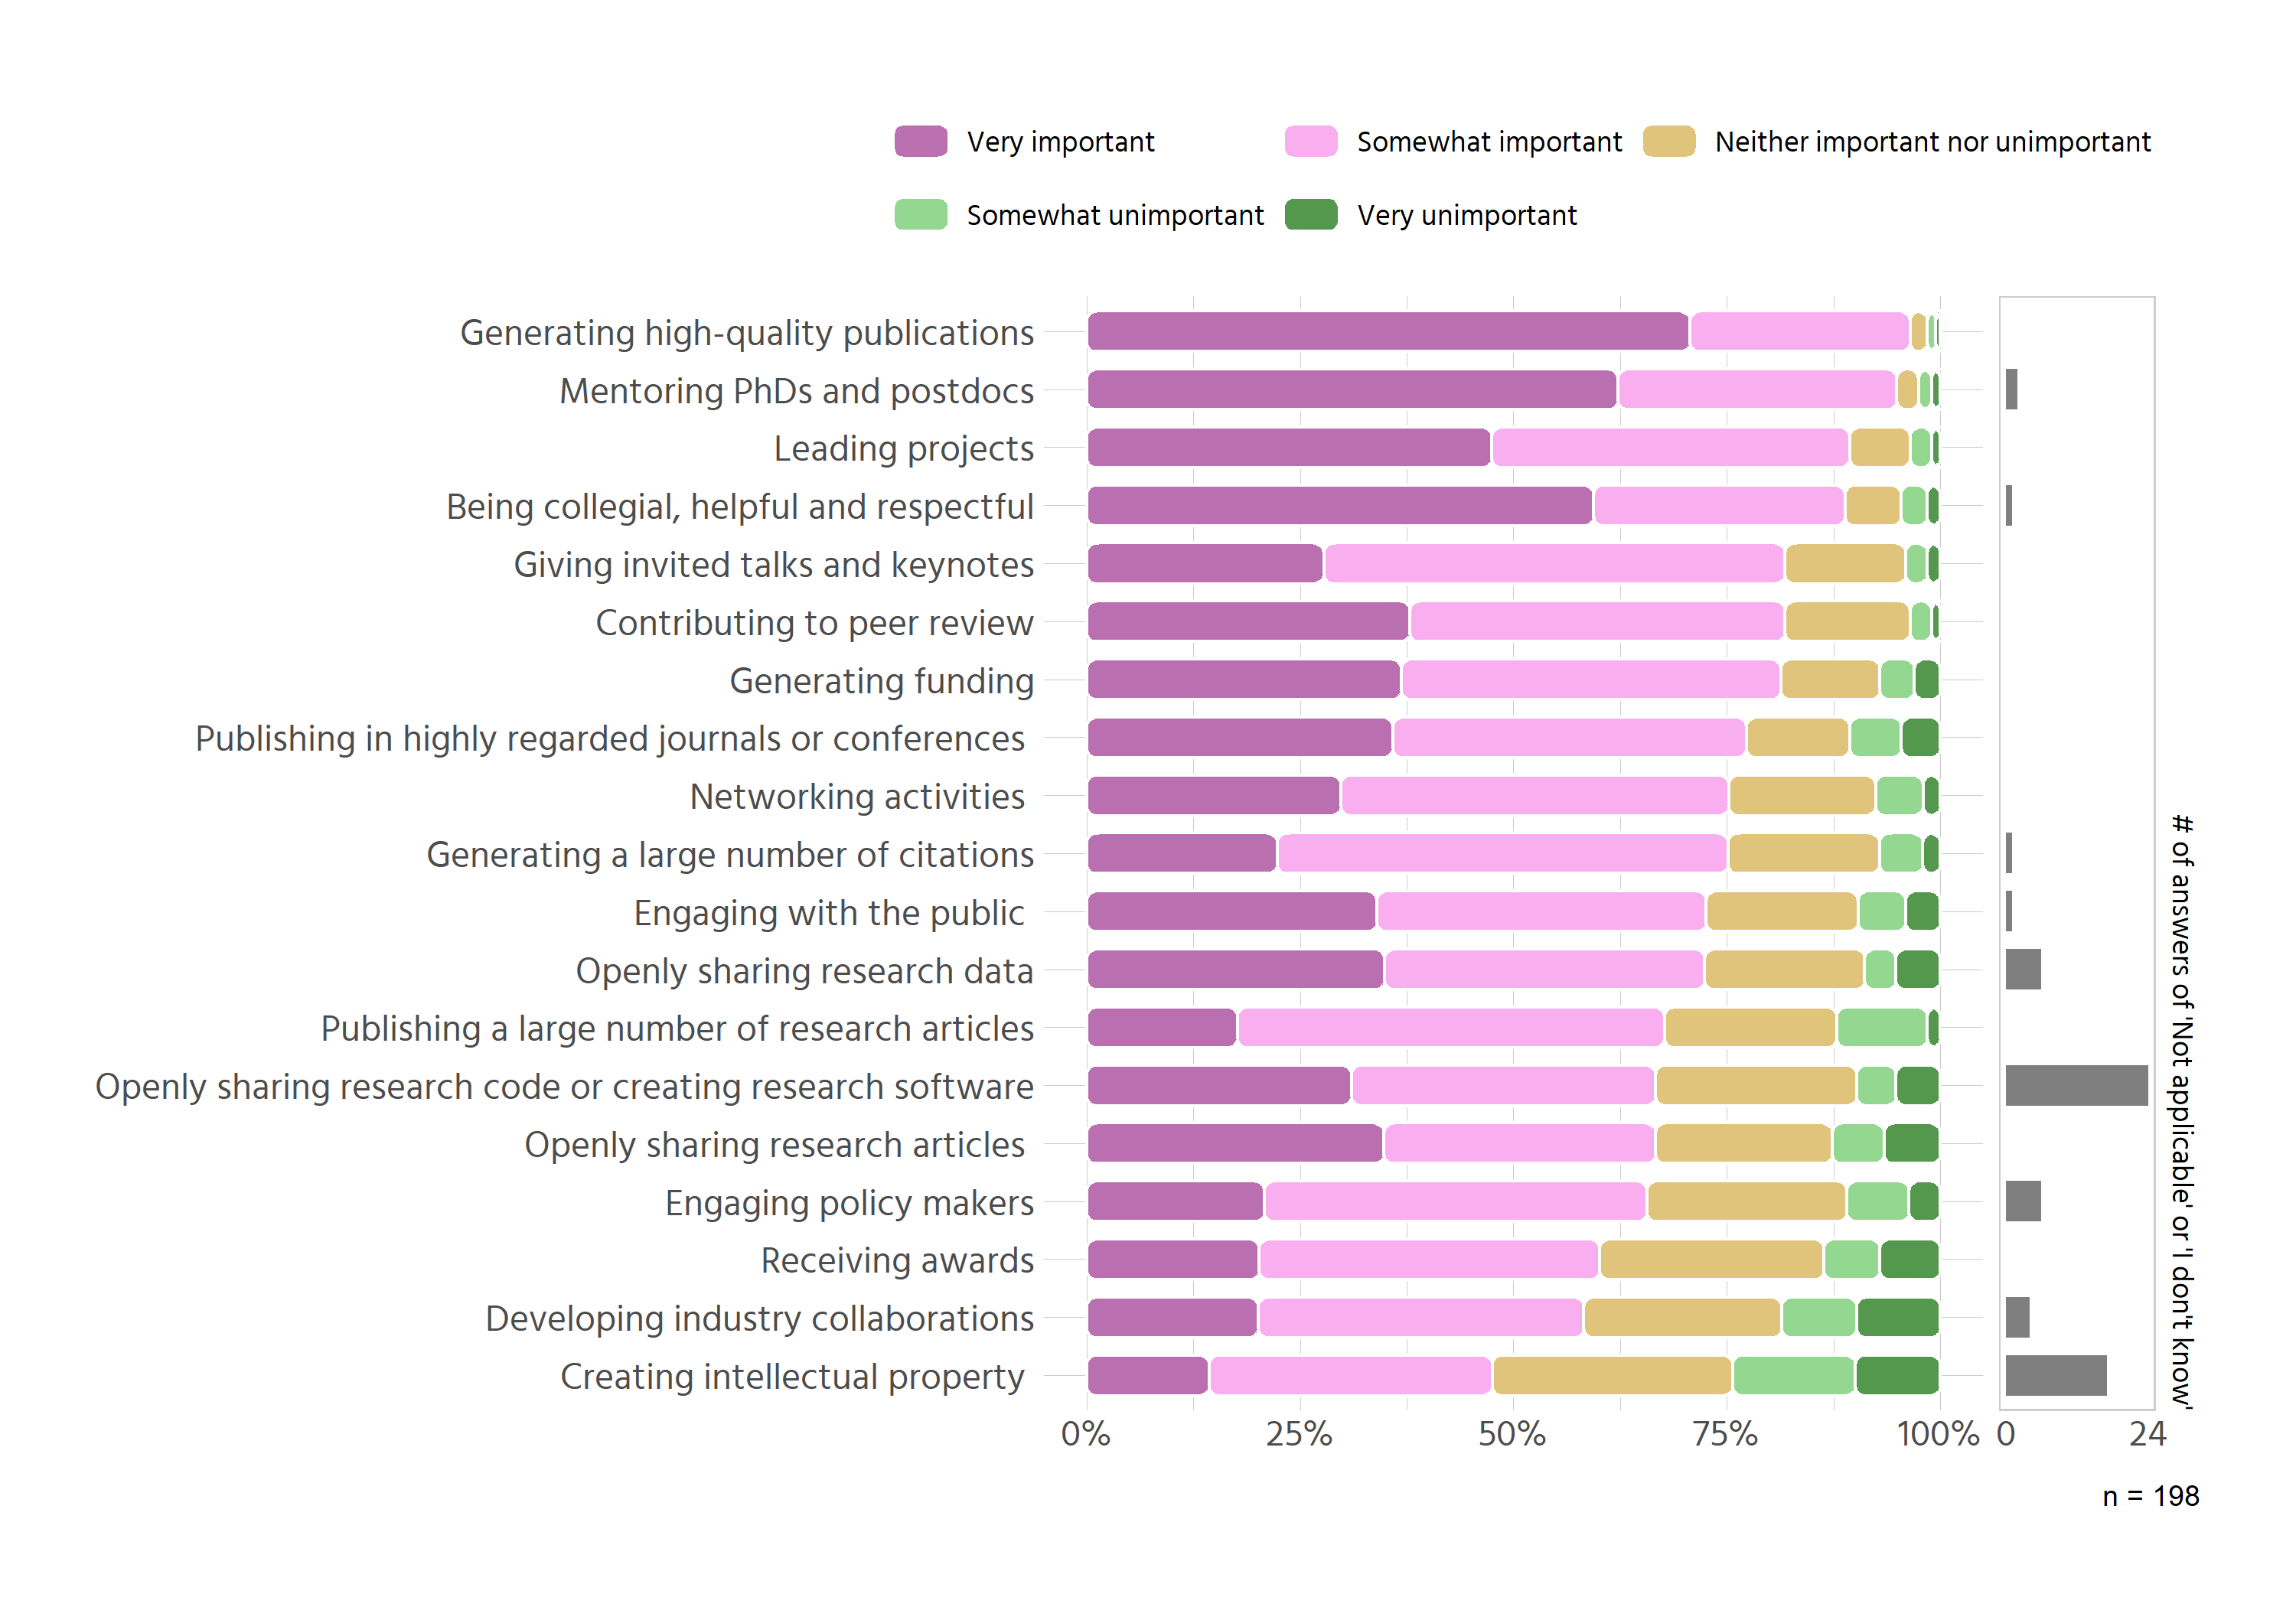 Very important
Somewhat important
Neither important nor unimportant
Somewhat unimportant
Very unimportant
Generating high-quality publications
Mentoring PhDs and postdocs
Leading projects
Being collegial, helpful and respectful
Giving invited talks and keynotes
Contributing to peer review
Generating funding
Publishing in highly regarded journals or conferences
Networking activities
Generating a large number of citations
Engaging with the public
Openly sharing research data
Publishing a large number of research articles
Openly sharing research code or creating research software
Openly sharing research articles
Engaging policy makers
Receiving awards
Developing industry collaborations
Creating intellectual property
0% 25% 50% 75% 100%
0 24
# of answers of 'Not applicable' or 'I don't know'
n = 198